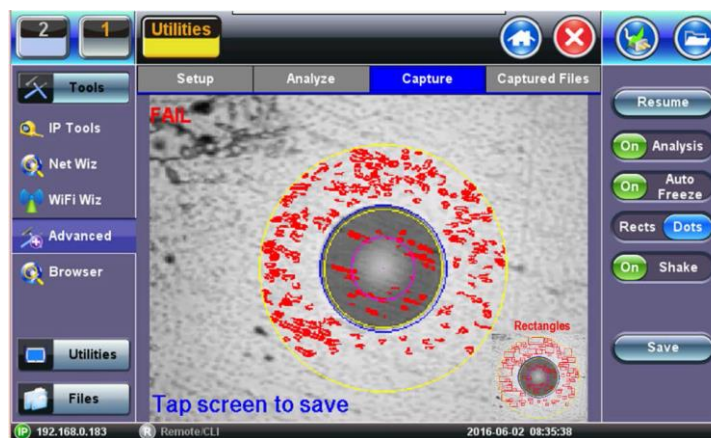 2 1 Utilities
Tools
IP Tools
Net Wiz
WiFi Wiz
Advanced
Browser
Utilities
Files
Setup Analyze Capture Captured Files
FAIL
Rectangles
Tap screen to save
Resume
On Analysis
On Auto Freeze
Rects Dots
On Shake
Save
IP 192.168.0.183 R Remote/CLI 2016-06-02 08:35:38